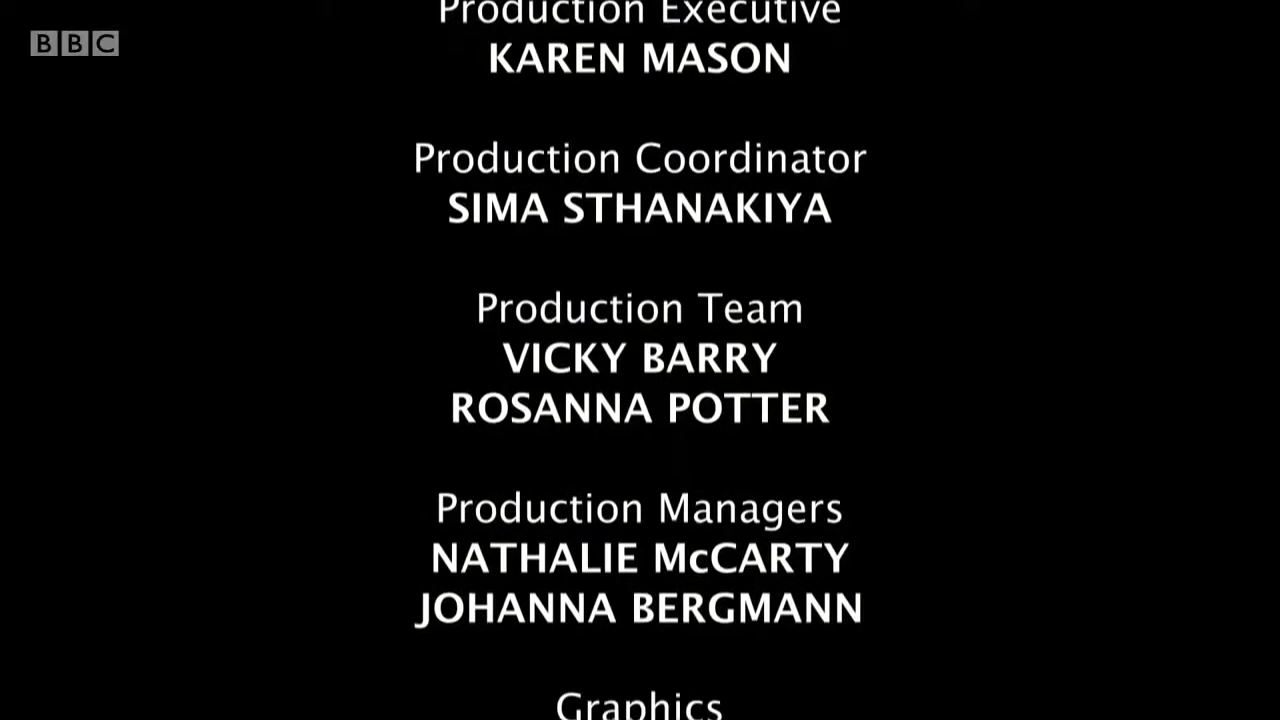 BBC
Production Executive
KAREN MASON
Production Coordinator
SIMA STHANAKIYA
Production Team
VICKY BARRY
ROSANNA POTTER
Production Managers
NATHALIE McCARTY
JOHANNA BERGMANN
Graphics